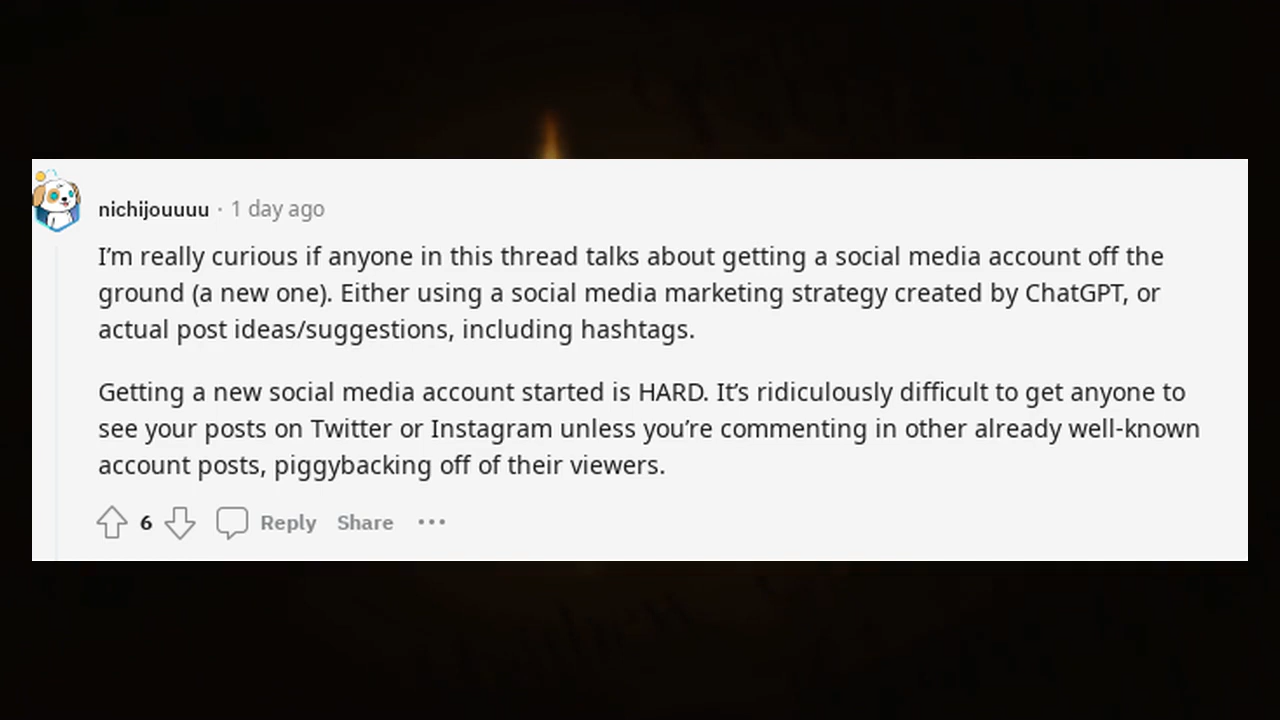 nichijouuuu · 1 day ago
I’m really curious if anyone in this thread talks about getting a social media account off the
ground (a new one). Either using a social media marketing strategy created by ChatGPT, or
actual post ideas/suggestions, including hashtags.
Getting a new social media account started is HARD. It’s ridiculously difficult to get anyone to
see your posts on Twitter or Instagram unless you’re commenting in other already well-known
account posts, piggybacking off of their viewers.
6 Reply Share ···